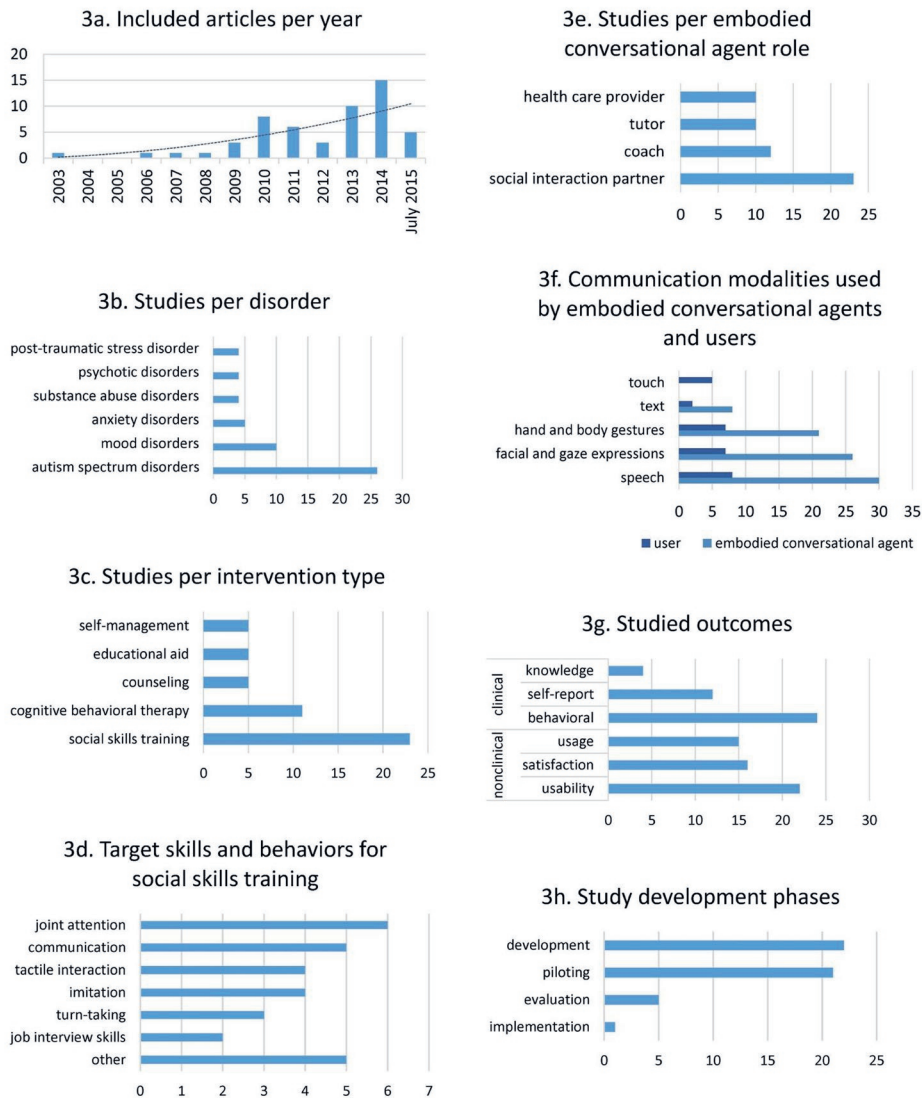 3a. Included articles per year
20
15
10
5
0
2003
2004
2005
2006
2007
2008
2009
2010
2011
2012
2013
2014
July 2015
3b. Studies per disorder
post-traumatic stress disorder
psychotic disorders
substance abuse disorders
anxiety disorders
mood disorders
autism spectrum disorders
0 5 10 15 20 25 30
3c. Studies per intervention type
self-management
educational aid
counseling
cognitive behavioral therapy
social skills training
0 5 10 15 20 25
3d. Target skills and behaviors for
social skills training
joint attention
communication
tactile interaction
imitation
turn-taking
job interview skills
other
0 1 2 3 4 5 6 7
3e. Studies per embodied
conversational agent role
health care provider
tutor
coach
social interaction partner
0 5 10 15 20 25
3f. Communication modalities used
by embodied conversational agents
and users
touch
text
hand and body gestures
facial and gaze expressions
speech
0 5 10 15 20 25 30 35
user embodied conversational agent
3g. Studied outcomes
clinical
knowledge
self-report
behavioral
nonclinical
usage
satisfaction
usability
0 5 10 15 20 25 30
3h. Study development phases
development
piloting
evaluation
implementation
0 5 10 15 20 25